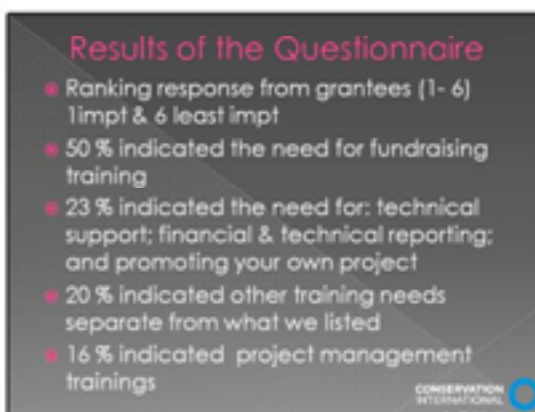 Results of the Questionnaire
Ranking response from grantees (1- 6)
1impt & 6 least impt
50 % indicated the need for fundraising
training
23 % indicated the need for: technical
support; financial & technical reporting;
and promoting your own project
20 % indicated other training needs
separate from what we listed
16 % indicated project management
trainings
CONSERVATION
INTERNATIONAL